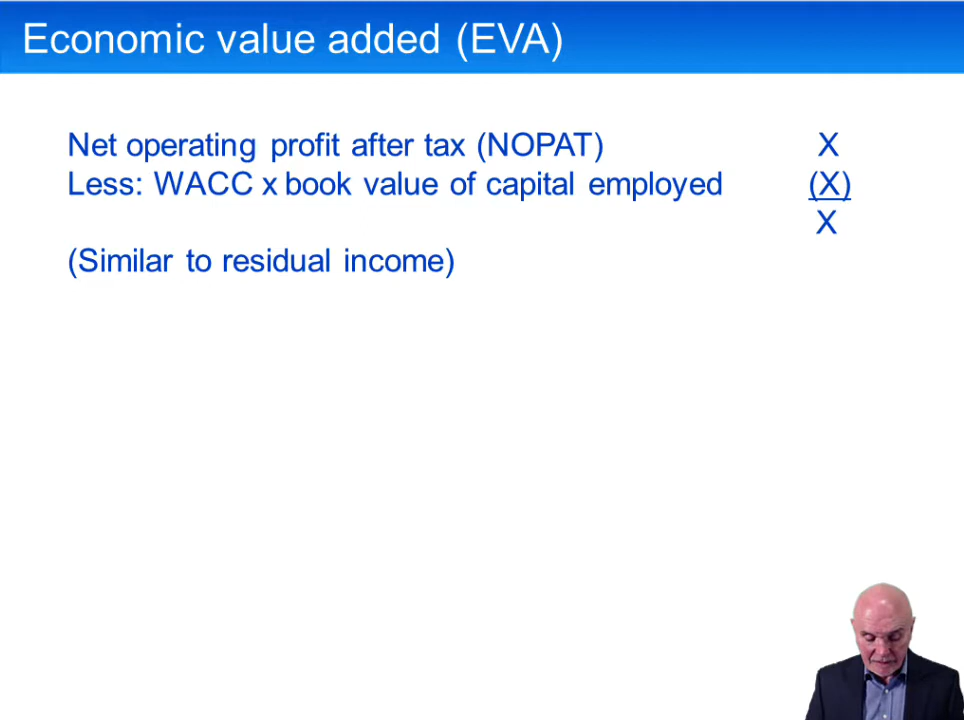 Economic value added (EVA)
Net operating profit after tax (NOPAT) X
Less: WACC x book value of capital employed (X)
X
(Similar to residual income)